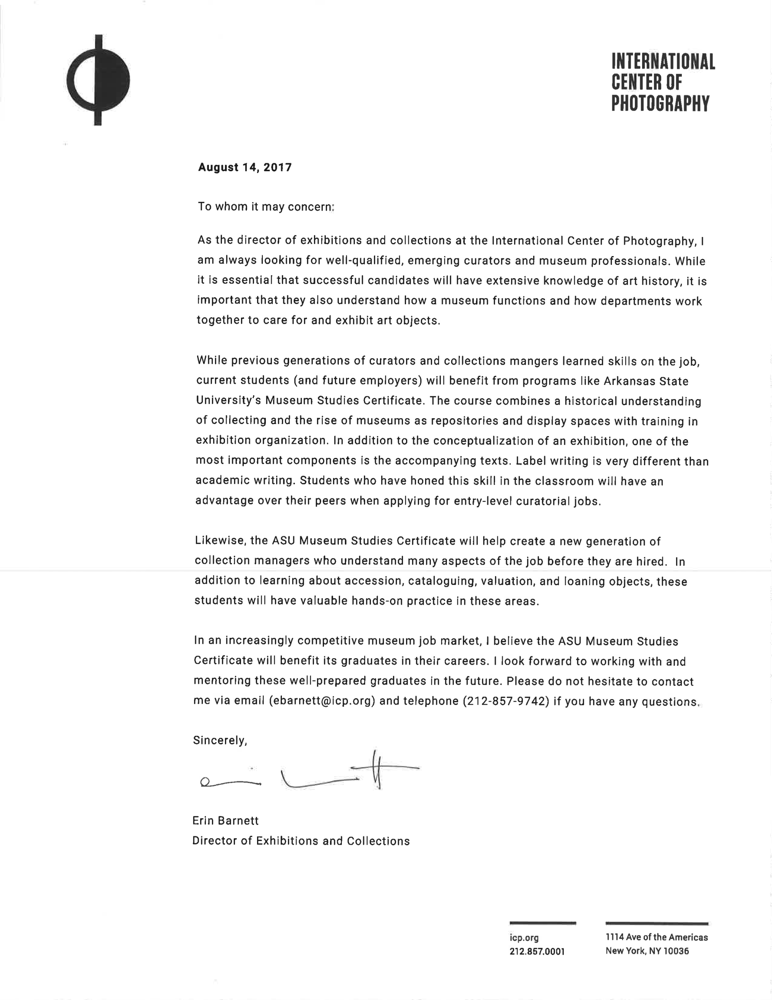 INTERNATIONAL
CENTER OF
PHOTOGRAPHY
August 14, 2017
To whom it may concern:
As the director of exhibitions and collections at the International Center of Photography, I
am always looking for well-qualified, emerging curators and museum professionals. While
it is essential that successful candidates will have extensive knowledge of art history, it is
important that they also understand how a museum functions and how departments work
together to care for and exhibit art objects.
While previous generations of curators and collections mangers learned skills on the job,
current students (and future employers) will benefit from programs like Arkansas State
University's Museum Studies Certificate. The course combines a historical understanding
of collecting and the rise of museums as repositories and display spaces with training in
exhibition organization. In addition to the conceptualization of an exhibition, one of the
most important components is the accompanying texts. Label writing is very different than
academic writing. Students who have honed this skill in the classroom will have an
advantage over their peers when applying for entry-level curatorial jobs.
Likewise, the ASU Museum Studies Certificate will help create a new generation of
collection managers who understand many aspects of the job before they are hired.  In
addition to learning about accession, cataloguing, valuation, and loaning objects, these
students will have valuable hands-on practice in these areas.
In an increasingly competitive museum job market, I believe the ASU Museum Studies
Certificate will benefit its graduates in their careers. I look forward to working with and
mentoring these well-prepared graduates in the future. Please do not hesitate to contact
me via email (ebarnett@icp.org) and telephone (212-857-9742) if you have any questions.
Sincerely,
Erin Barnett
Director of Exhibitions and Collections
icp.org
212.857.0001
1114 Ave of the Americas
New York, NY 10036